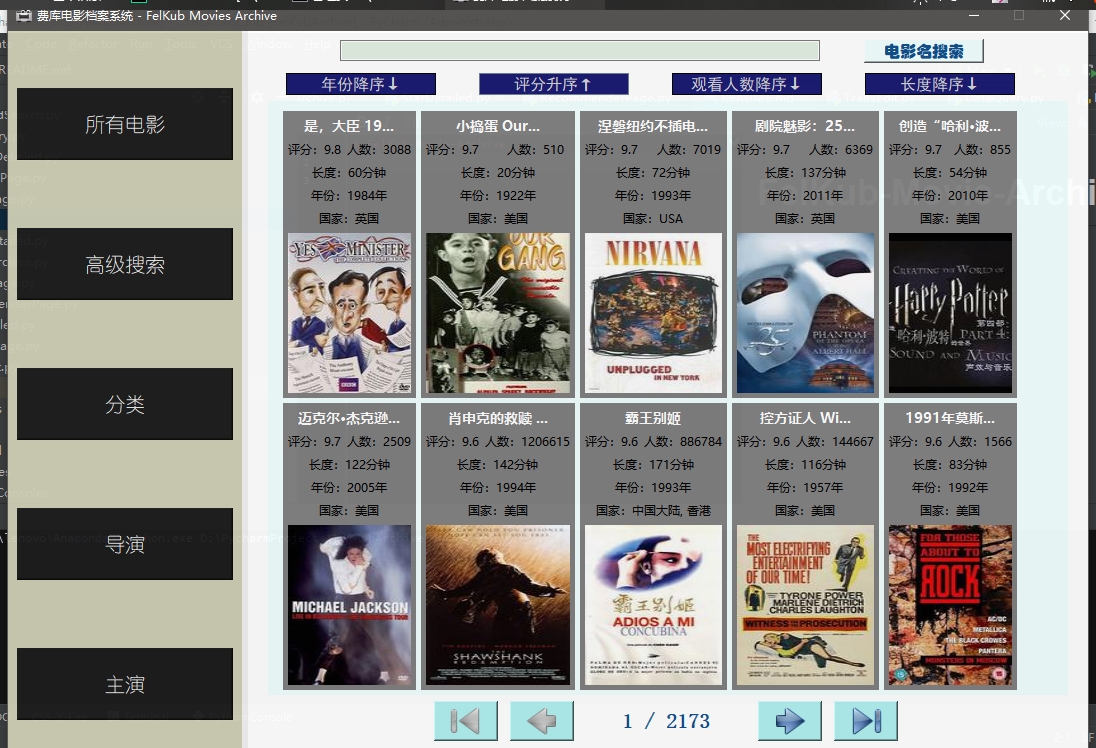 费库电影档案系统 - FelKub Movies Archive
电影名搜索
年份降序↓ 评分升序↑ 观看人数降序↓ 长度降序↓
所有电影
高级搜索
分类
导演
主演
是，大臣 19...
评分：9.8 人数：3088
长度：60分钟
年份：1984年
国家：英国
YES MINISTER
BBC
小捣蛋 Our...
评分：9.7 人数：510
长度：20分钟
年份：1922年
国家：美国
OUR GANG
涅磐纽约不插电...
评分：9.7 人数：7019
长度：72分钟
年份：1993年
国家：USA
NIRVANA
UNPLUGGED
IN NEW YORK
剧院魅影：25...
评分：9.7 人数：6369
长度：137分钟
年份：2011年
国家：英国
25
PHANTOM
OF THE OPERA
ALBERT HALL
创造“哈利·波...
评分：9.7 人数：855
长度：54分钟
年份：2010年
国家：美国
CREATING THE WORLD OF
Harry Potter
第四部:
哈利·波特 的世界 PART 4:
SOUND AND MUSIC
声效与音乐
迈克尔·杰克逊...
评分：9.7 人数：2509
长度：122分钟
年份：2005年
国家：美国
MICHAEL JACKSON
肖申克的救赎 ...
评分：9.6 人数：1206615
长度：142分钟
年份：1994年
国家：美国
THE
SHAWSHANK
REDEMPTION
霸王别姬
评分：9.6 人数：886784
长度：171分钟
年份：1993年
国家：中国大陆, 香港
霸王别姬
ADIOS A MI
CONCUBINA
控方证人 Wi...
评分：9.6 人数：144667
长度：116分钟
年份：1957年
国家：美国
THE
MOST ELECTRIFYING
ENTERTAINMENT
OF OUR TIME!
TYRONE POWER
MARLENE DIETRICH
CHARLES LAUGHTON
WITNESS FOR THE PROSECUTION
1991年莫斯...
评分：9.6 人数：1566
长度：83分钟
年份：1992年
国家：美国
FOR THOSE
ABOUT TO
ROCK
AC/DC
METALLICA
THE BLACK CROWES
PANTERA
MONSTERS IN MOSCOW
1 / 2173